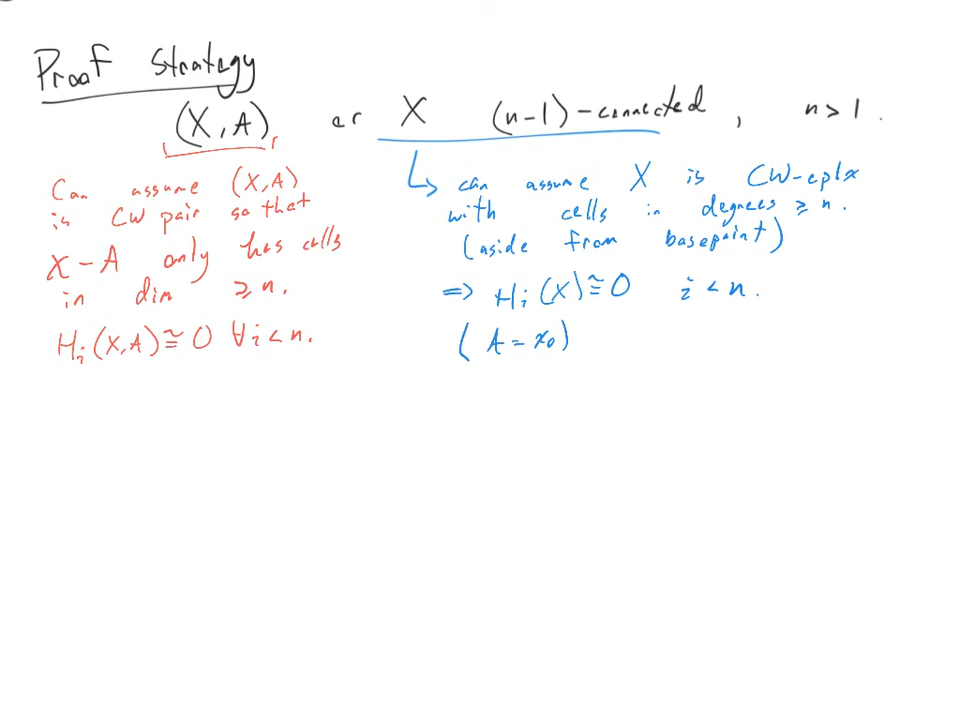 Proof Strategy
(X, A) or X (n-1)-connected, n > 1.
Can assume (X,A)
is CW pair so that
X - A only has cells
in dim ≥ n.
H_i (X,A) ≅ 0 ∀ i < n.
↳ can assume X is CW-cplx
with cells in degrees ≥ n.
(aside from basepoint)
=> H_i (X) ≅ 0 i < n.
( A = x_0 )